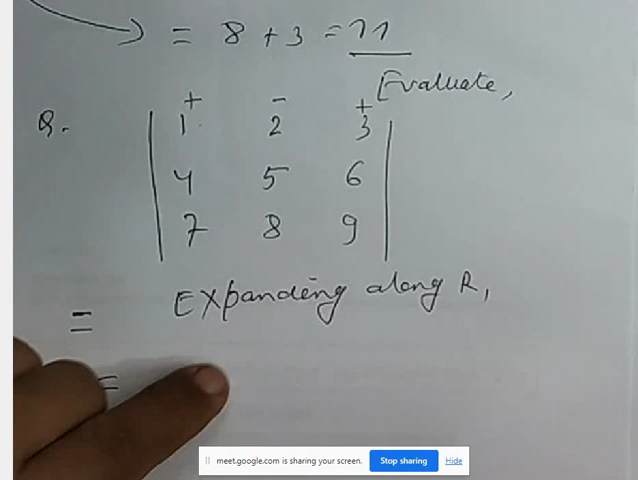 = 8 + 3 = 11
Evaluate,
+ - +
Q. | 1 2 3 |
| 4 5 6 |
| 7 8 9 |
= Expanding along R,
=
meet.google.com is sharing your screen. Stop sharing Hide